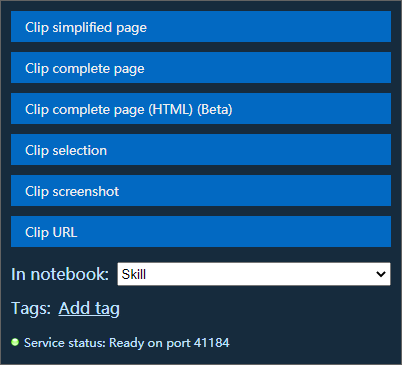 Clip simplified page
Clip complete page
Clip complete page (HTML) (Beta)
Clip selection
Clip screenshot
Clip URL
In notebook: Skill
Tags: Add tag
Service status: Ready on port 41184